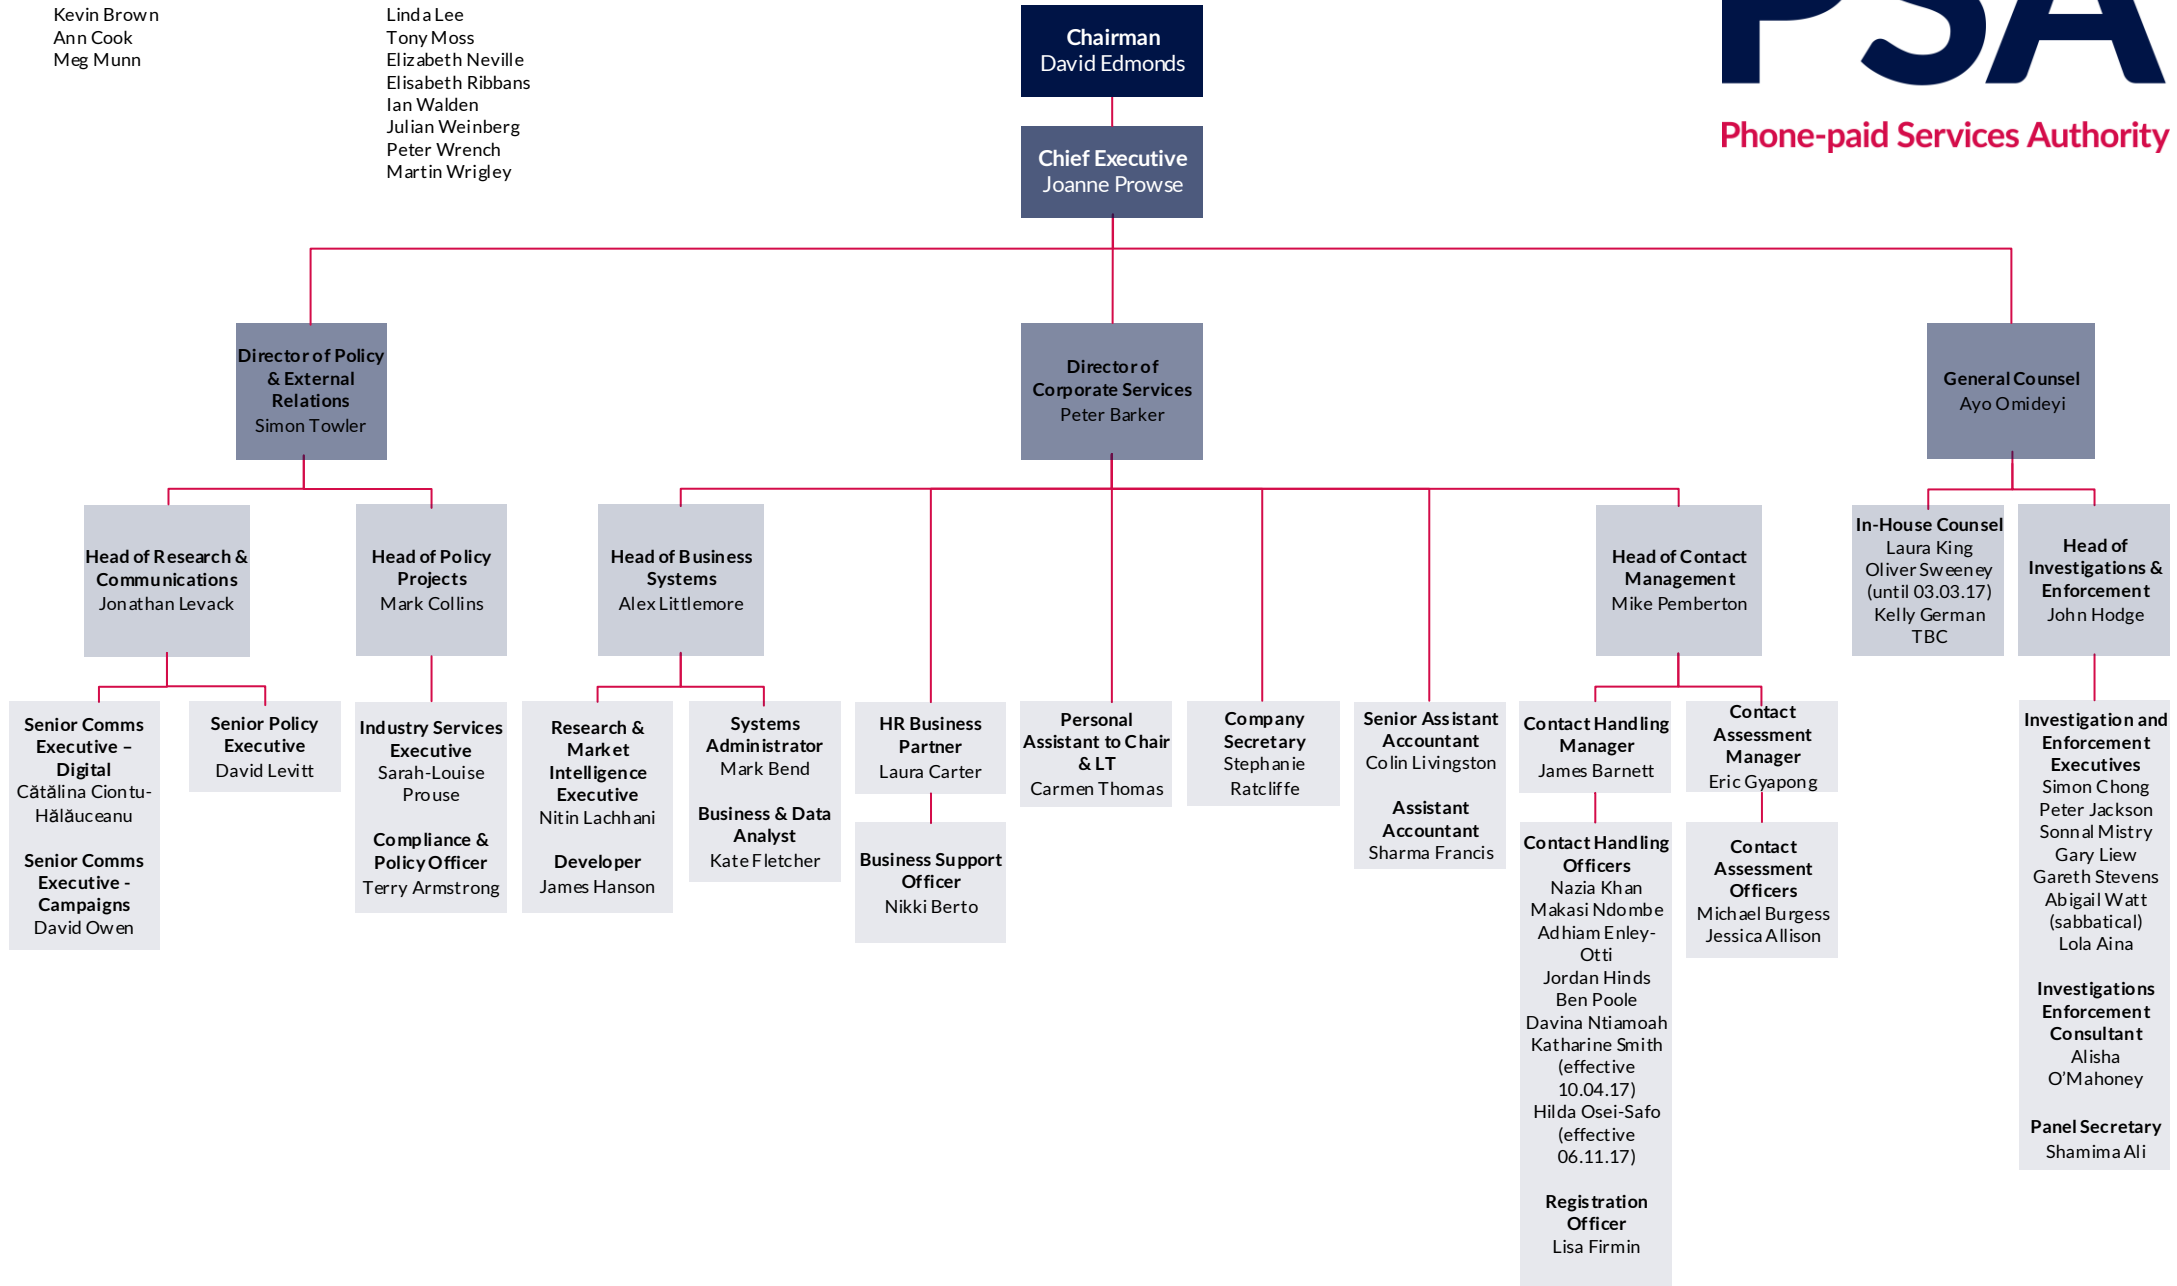 Kevin Brown
Ann Cook
Meg Munn
Linda Lee
Tony Moss
Elizabeth Neville
Elisabeth Ribbans
Ian Walden
Julian Weinberg
Peter Wrench
Martin Wrigley
PSA
Phone-paid Services Authority
Chairman
David Edmonds
Chief Executive
Joanne Prowse
Director of Policy
& External
Relations
Simon Towler
Director of
Corporate Services
Peter Barker
General Counsel
Ayo Omideyi
Head of Research &
Communications
Jonathan Levack
Head of Policy
Projects
Mark Collins
Head of Business
Systems
Alex Littlemore
Head of Contact
Management
Mike Pemberton
In-House Counsel
Laura King
Oliver Sweeney
(until 03.03.17)
Kelly German
TBC
Head of
Investigations &
Enforcement
John Hodge
Senior Comms
Executive –
Digital
Cătălina Ciontu-
Hălăuceanu
Senior Comms
Executive -
Campaigns
David Owen
Senior Policy
Executive
David Levitt
Industry Services
Executive
Sarah-Louise
Prouse
Compliance &
Policy Officer
Terry Armstrong
Research &
Market
Intelligence
Executive
Nitin Lachhani
Developer
James Hanson
Systems
Administrator
Mark Bend
Business & Data
Analyst
Kate Fletcher
HR Business
Partner
Laura Carter
Business Support
Officer
Nikki Berto
Personal
Assistant to Chair
& LT
Carmen Thomas
Company
Secretary
Stephanie
Ratcliffe
Senior Assistant
Accountant
Colin Livingston
Assistant
Accountant
Sharma Francis
Contact Handling
Manager
James Barnett
Contact Handling
Officers
Nazia Khan
Makasi Ndombe
Adhiam Enley-
Otti
Jordan Hinds
Ben Poole
Davina Ntiamoah
Katharine Smith
(effective
10.04.17)
Hilda Osei-Safo
(effective
06.11.17)
Registration
Officer
Lisa Firmin
Contact
Assessment
Manager
Eric Gyapong
Contact
Assessment
Officers
Michael Burgess
Jessica Allison
Investigation and
Enforcement
Executives
Simon Chong
Peter Jackson
Sonnal Mistry
Gary Liew
Gareth Stevens
Abigail Watt
(sabbatical)
Lola Aina
Investigations
Enforcement
Consultant
Alisha
O’Mahoney
Panel Secretary
Shamima Ali